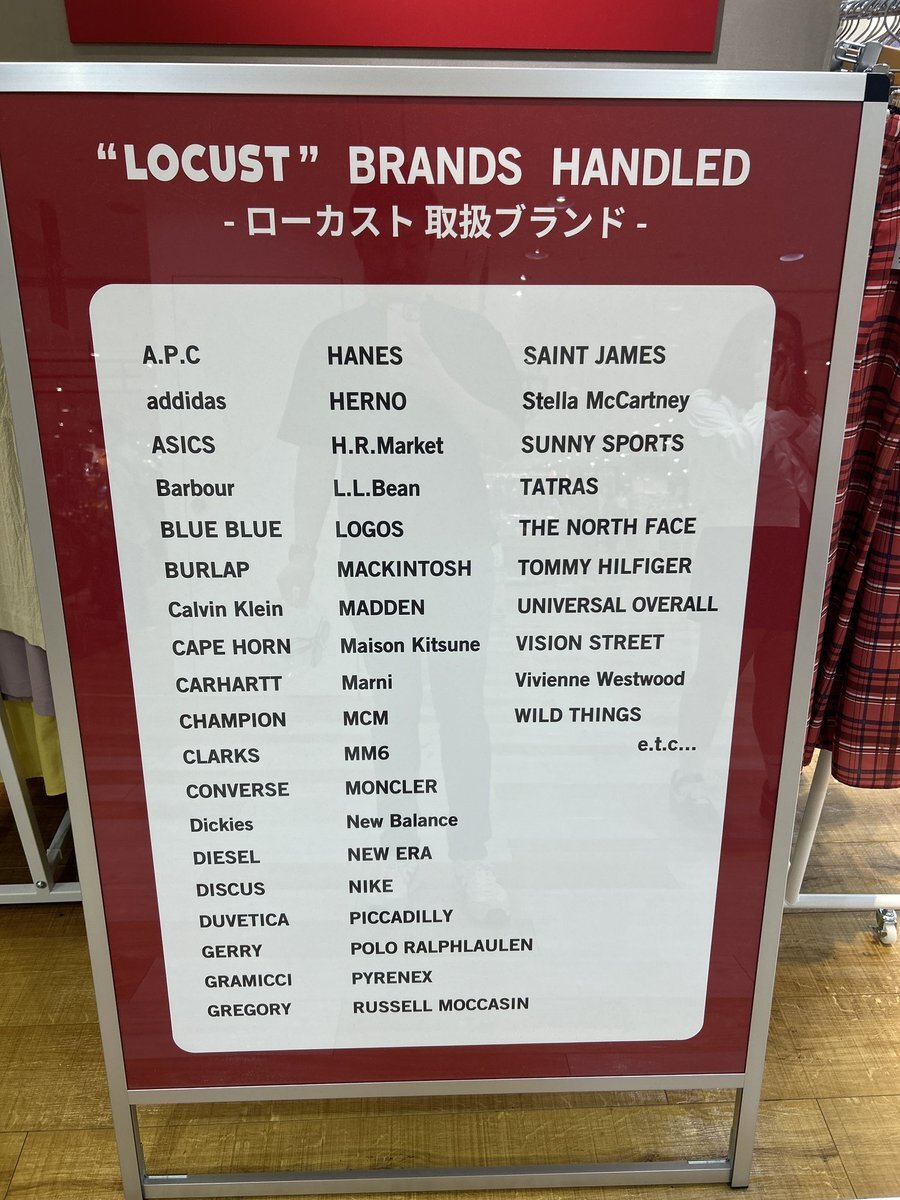 “LOCUST” BRANDS HANDLED
- ローカスト 取扱ブランド -
A.P.C
addidas
ASICS
Barbour
BLUE BLUE
BURLAP
Calvin Klein
CAPE HORN
CARHARTT
CHAMPION
CLARKS
CONVERSE
Dickies
DIESEL
DISCUS
DUVETICA
GERRY
GRAMICCI
GREGORY
HANES
HERNO
H.R.Market
L.L.Bean
LOGOS
MACKINTOSH
MADDEN
Maison Kitsune
Marni
MCM
MM6
MONCLER
New Balance
NEW ERA
NIKE
PICCADILLY
POLO RALPHLAULEN
PYRENEX
RUSSELL MOCCASIN
SAINT JAMES
Stella McCartney
SUNNY SPORTS
TATRAS
THE NORTH FACE
TOMMY HILFIGER
UNIVERSAL OVERALL
VISION STREET
Vivienne Westwood
WILD THINGS
e.t.c...